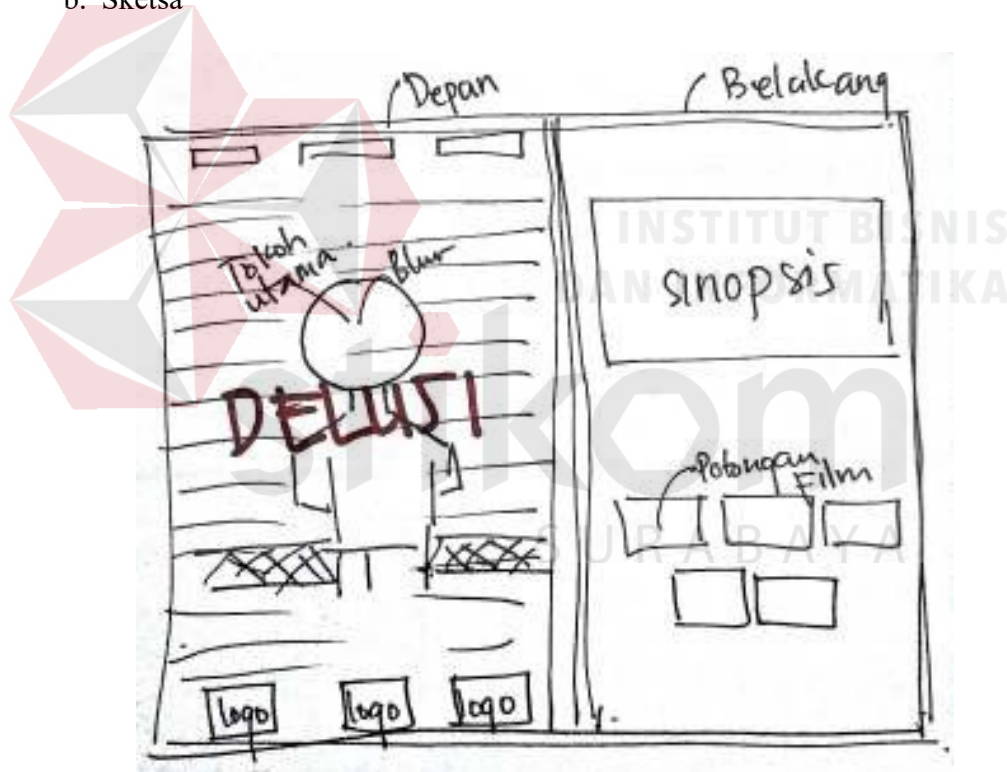 b. Sketsa
Depan
Belakang
Tokoh
utama
Blur
DELUSI
logo
logo
logo
sinopsis
Potongan
Film
INSTITUT BISNIS
DAN INFORMATIKA
stikom
SURABAYA